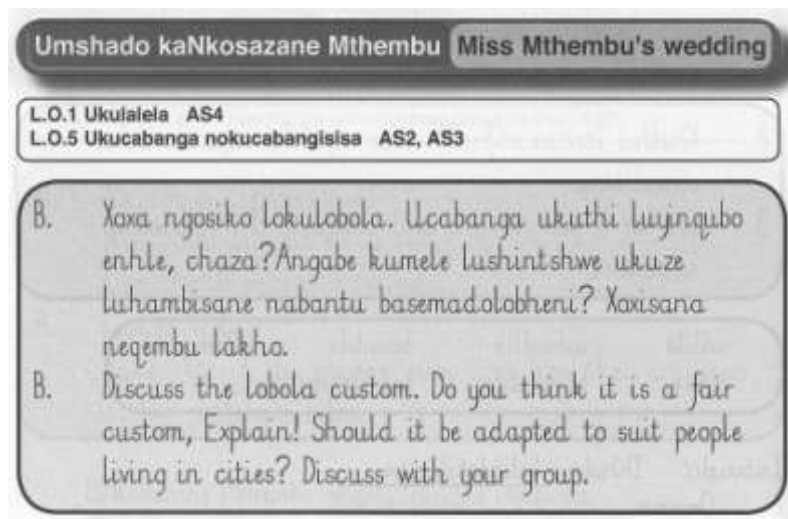 Umshado kaNkosazane Mthembu Miss Mthembu's wedding
L.O.1 Ukulalela AS4
L.O.5 Ukucabanga nokucabangisisa AS2, AS3
B. Xoxa ngosiko lokulobola. Ucabanga ukuthi luyinqubo
enhle, chaza?Angabe kumele lushintshwe ukuze
luhambisane nabantu basemadolobheni? Xoxisana
neqembu lakho.
B. Discuss the lobola custom. Do you think it is a fair
custom, Explain! Should it be adapted to suit people
living in cities? Discuss with your group.